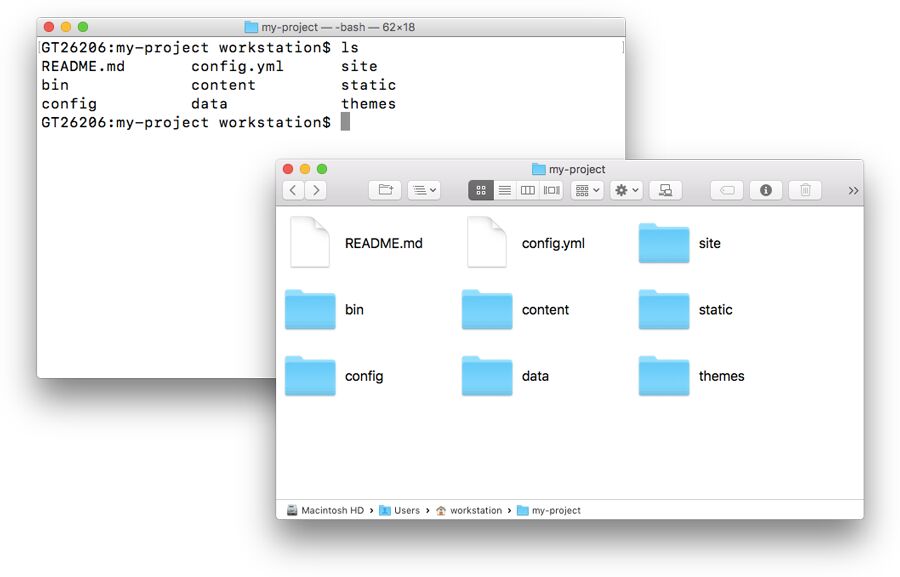 my-project — -bash — 62×18
GT26206:my-project workstation$ ls
README.md config.yml site
bin content static
config data themes
GT26206:my-project workstation$
my-project
README.md config.yml site
bin content static
config data themes
Macintosh HD › Users › workstation › my-project